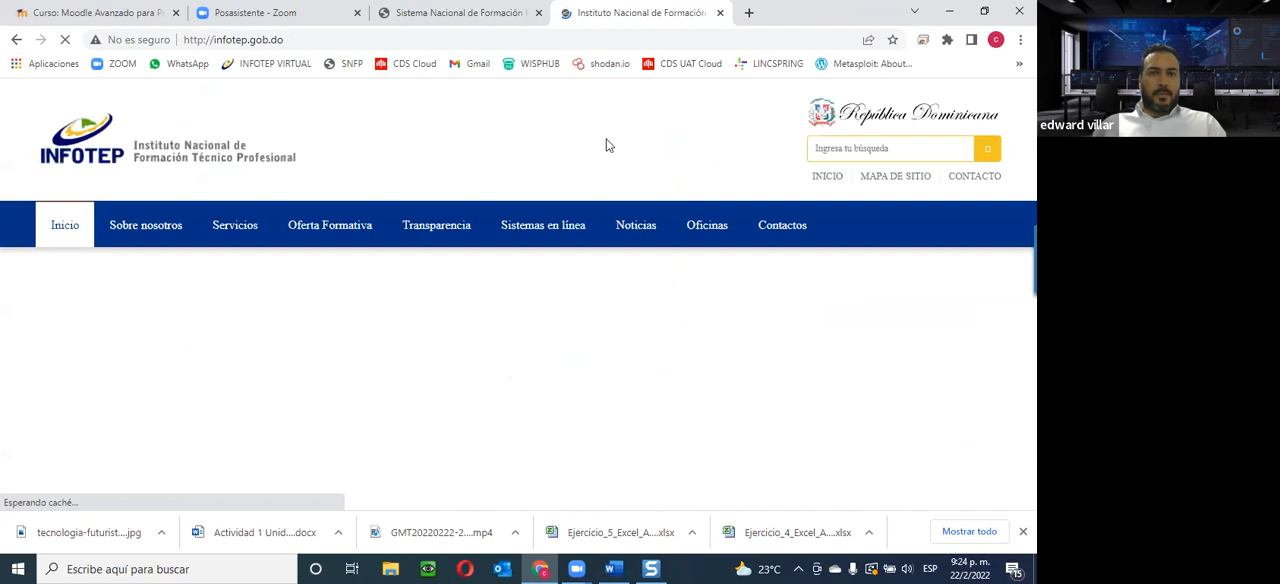 Curso: Moodle Avanzado para P
Posasistente - Zoom
Sistema Nacional de Formación
Instituto Nacional de Formación
No es seguro
http://infotep.gob.do
Aplicaciones
ZOOM
WhatsApp
INFOTEP VIRTUAL
SNFP
CDS Cloud
Gmail
WISPHUB
shodan.io
CDS UAT Cloud
LINCSPRING
Metasploit: About...
»
C
edward villar
INFOTEP
Instituto Nacional de
Formación Técnico Profesional
República Dominicana
Ingresa tu búsqueda
INICIO
MAPA DE SITIO
CONTACTO
Inicio
Sobre nosotros
Servicios
Oferta Formativa
Transparencia
Sistemas en línea
Noticias
Oficinas
Contactos
Esperando caché...
tecnologia-futurist....jpg
Actividad 1 Unid....docx
GMT20220222-2....mp4
Ejercicio_5_Excel_A....xlsx
Ejercicio_4_Excel_A....xlsx
Mostrar todo
Escribe aquí para buscar
23°C
ESP
9:24 p. m.
22/2/2022
15